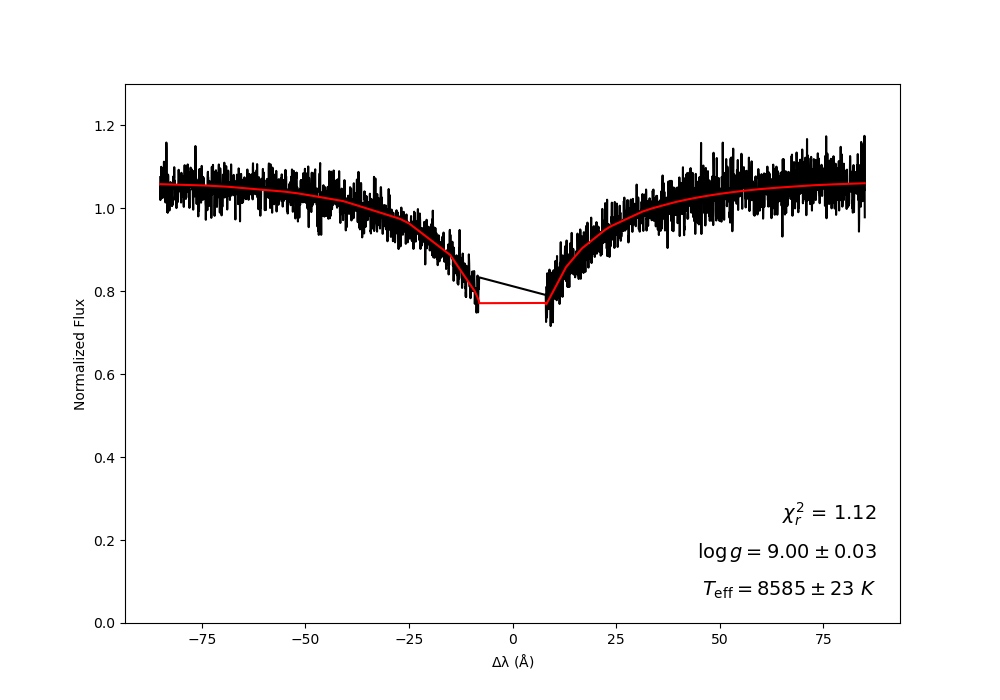 1.2
1.0
0.8
0.6
0.4
0.2
0.0
Normalized Flux
χ²ᵣ = 1.12
log g = 9.00 ± 0.03
T_eff = 8585 ± 23 K
−75 −50 −25 0 25 50 75
Δλ (Å)